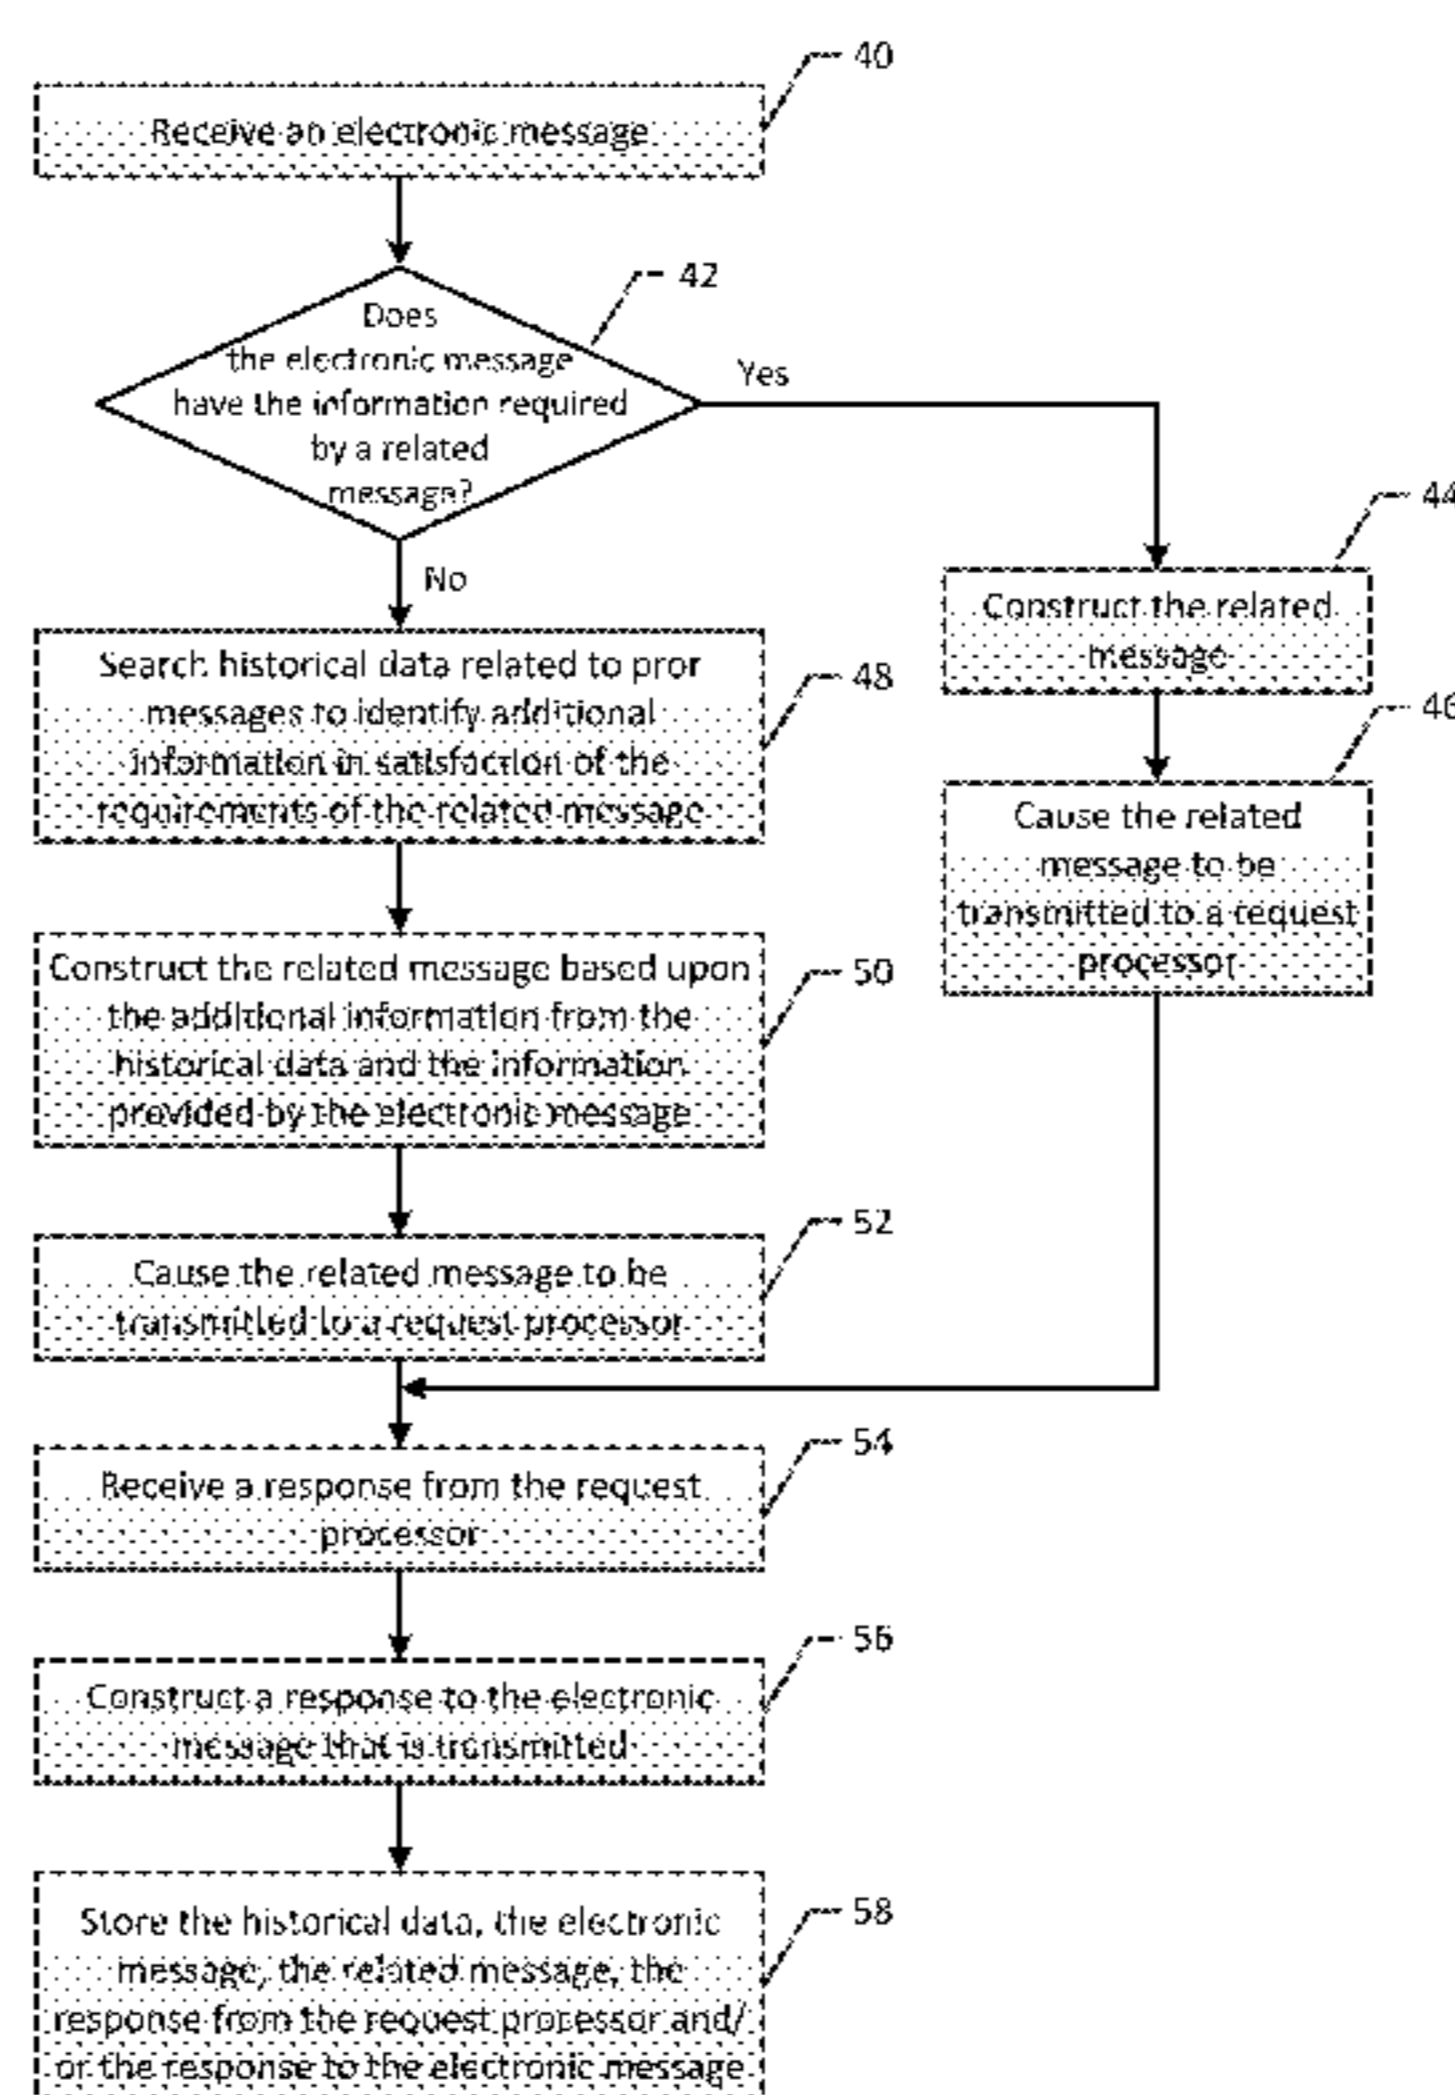 40
Receive an electronic message
42
Does
the electronic message
have the information required
by a related
message?
Yes
No
44
Construct the related
message
46
Cause the related
message to be
transmitted to a request
processor
Search historical data related to pror
messages to identify additional
information in satisfaction of the
requirements of the related message
48
Construct the related message based upon
the additional information from the
historical data and the information
provided by the electronic message
50
Cause the related message to be
transmitted to a request processor
52
Receive a response from the request
processor
54
Construct a response to the electronic
message that is transmitted
56
Store the historical data, the electronic
message, the related message, the
response from the request processor and/
or the response to the electronic message
58